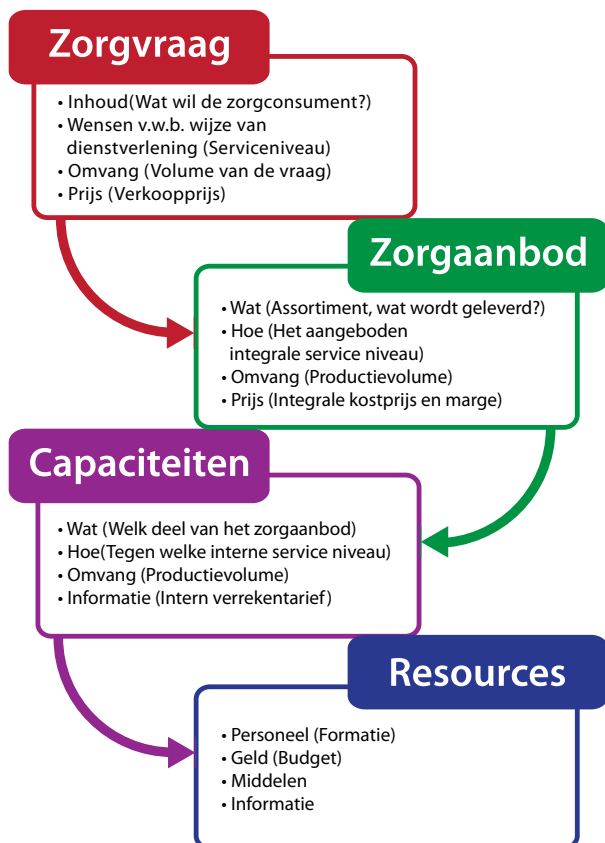 Zorgvraag
• Inhoud(Wat wil de zorgconsument?)
• Wensen v.w.b. wijze van
dienstverlening (Serviceniveau)
• Omvang (Volume van de vraag)
• Prijs (Verkoopprijs)
Zorgaanbod
• Wat (Assortiment, wat wordt geleverd?)
• Hoe (Het aangeboden
integrale service niveau)
• Omvang (Productievolume)
• Prijs (Integrale kostprijs en marge)
Capaciteiten
• Wat (Welk deel van het zorgaanbod)
• Hoe(Tegen welke interne service niveau)
• Omvang (Productievolume)
• Informatie (Intern verrekentarief)
Resources
• Personeel (Formatie)
• Geld (Budget)
• Middelen
• Informatie